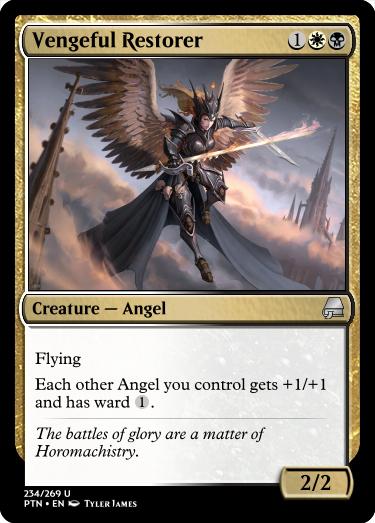 Vengeful Restorer 1
Creature — Angel
Flying
Each other Angel you control gets +1/+1
and has ward 1.
The battles of glory are a matter of
Horomachistry.
2/2
234/269 U
PTN • EN Tyler James